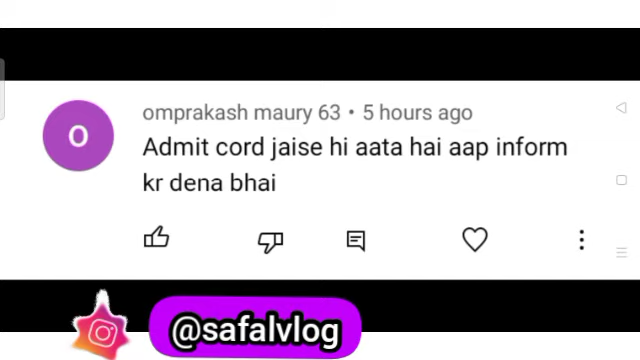 O
omprakash maury 63 • 5 hours ago
Admit cord jaise hi aata hai aap inform
kr dena bhai
@safalvlog